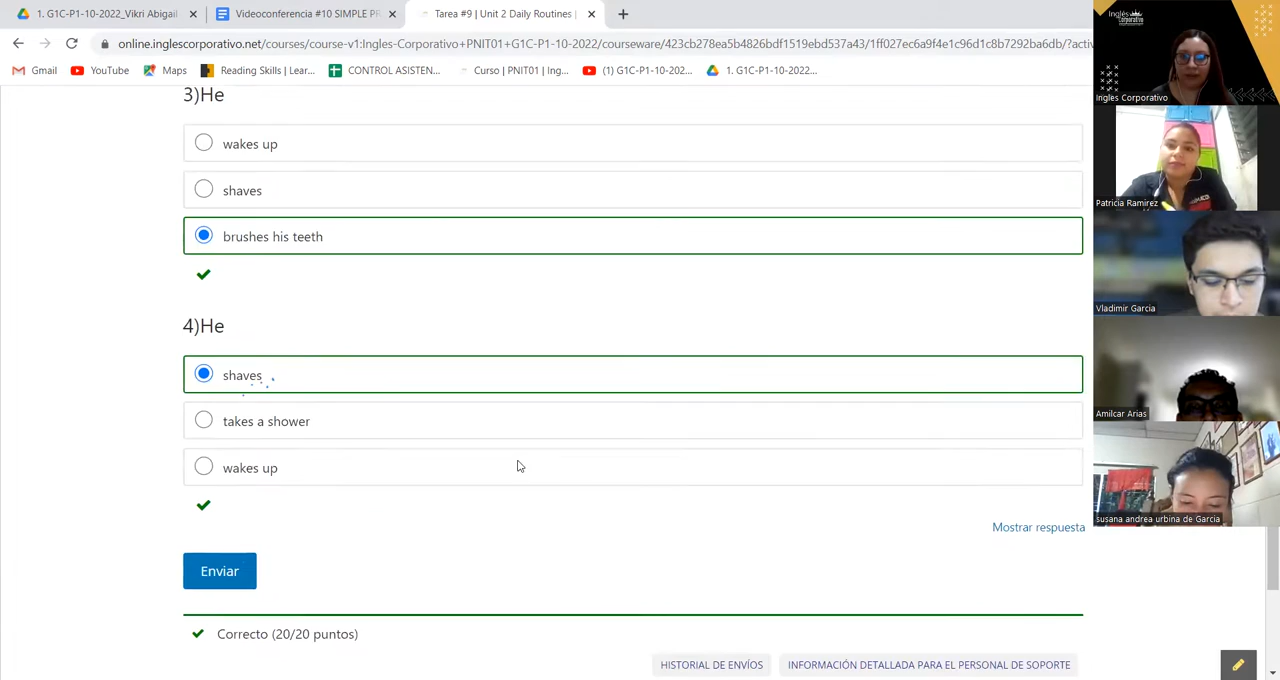 1. G1C-P1-10-2022_Vikri Abigail
Videoconferencia #10 SIMPLE PR
Tarea #9 | Unit 2 Daily Routines |
online.inglescorporativo.net/courses/course-v1:Ingles-Corporativo+PNIT01+G1C-P1-10-2022/courseware/423cb278ea5b4826bdf1519ebd537a43/1ff027ec6a9f4e1c96d1c8b7292ba6db/?activ
Gmail
YouTube
Maps
Reading Skills | Lear...
CONTROL ASISTEN...
Curso | PNIT01 | Ing...
(1) G1C-P1-10-202...
1. G1C-P1-10-2022...
3)He
wakes up
shaves
brushes his teeth
4)He
shaves
takes a shower
wakes up
Mostrar respuesta
Enviar
Correcto (20/20 puntos)
HISTORIAL DE ENVÍOS
INFORMACIÓN DETALLADA PARA EL PERSONAL DE SOPORTE
Inglés
Corporativo
Ingles Corporativo
Patricia Ramirez
Vladimir Garcia
Amilcar Arias
susana andrea urbina de Garcia